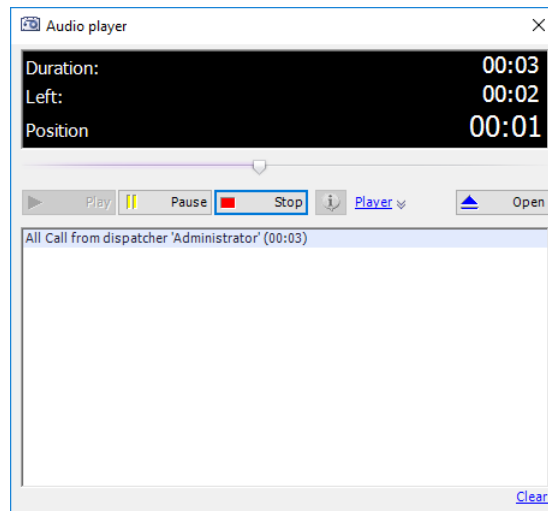 Audio player
Duration: 00:03
Left: 00:02
Position 00:01
Play Pause Stop Player Open
All Call from dispatcher 'Administrator' (00:03)
Clear